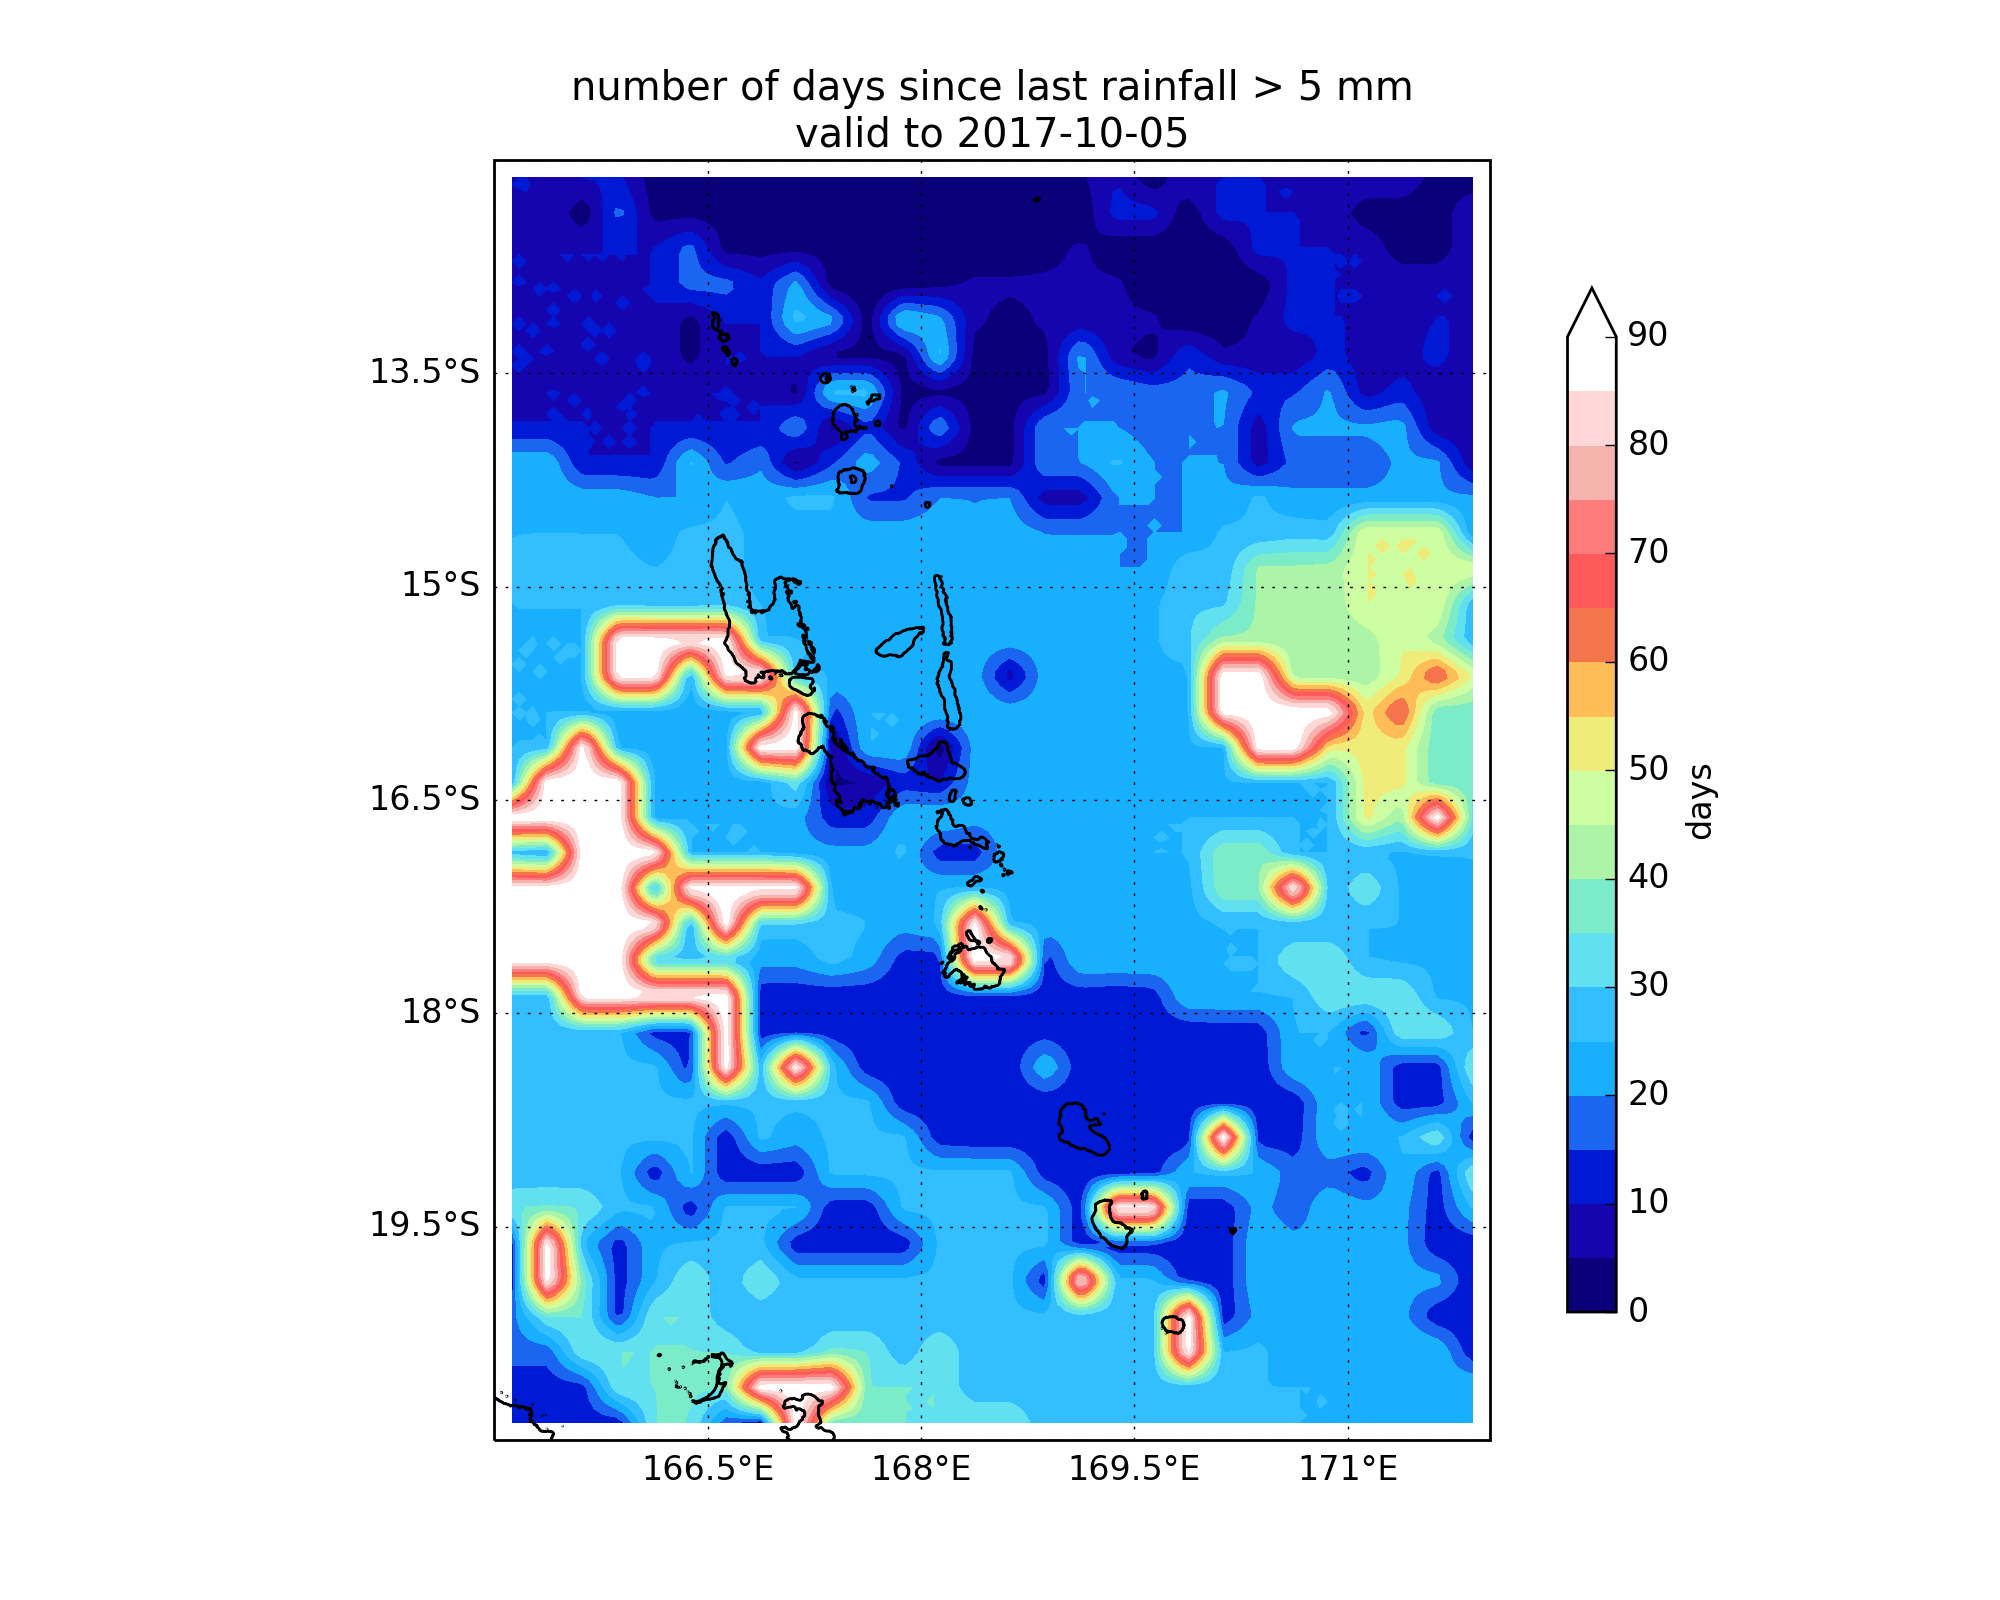 number of days since last rainfall > 5 mm
valid to 2017-10-05
13.5°S
15°S
16.5°S
18°S
19.5°S
166.5°E
168°E
169.5°E
171°E
90
80
70
60
50
40
30
20
10
0
days